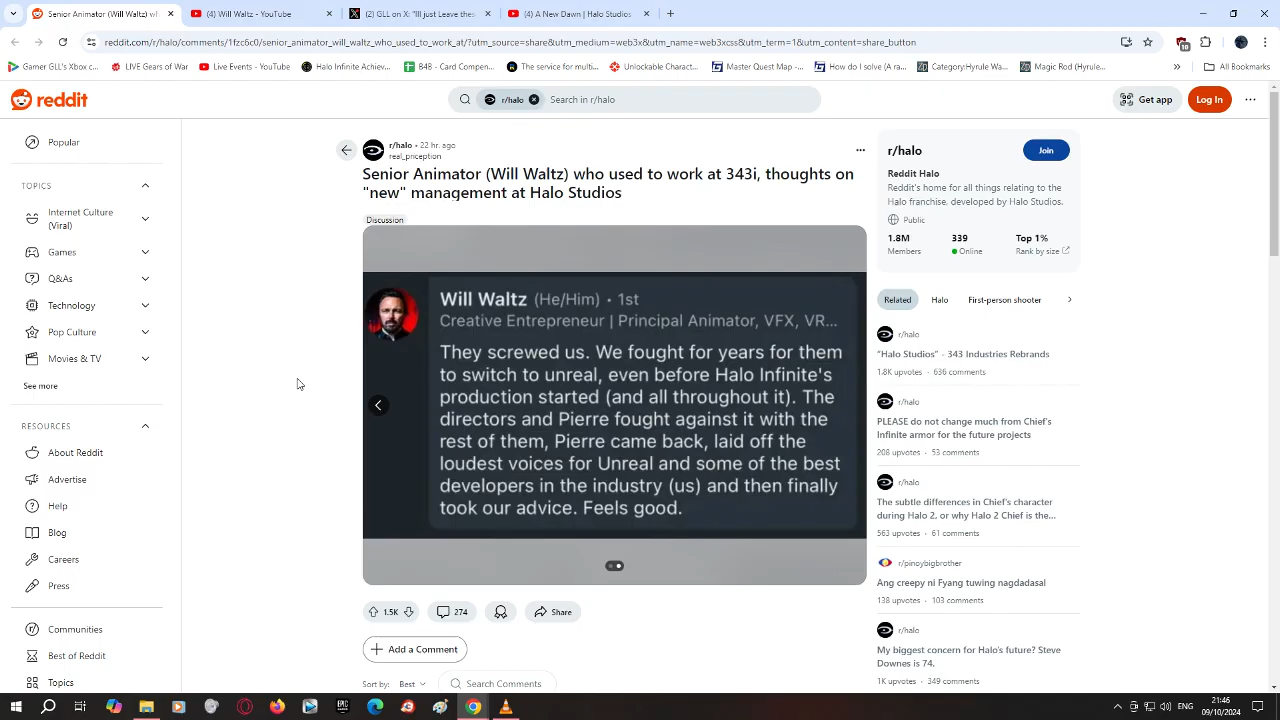 Senior Animator (Will Waltz) wh
(4) Will Waltz - YouTube
(2) GLL on X: "Ill just Leave thes
(4) A New Dawn | Halo Studios
reddit.com/r/halo/comments/1fzc6c0/senior_animator_will_waltz_who_used_to_work_at/?utm_source=share&utm_medium=web3x&utm_name=web3xcss&utm_term=1&utm_content=share_button
10
Gamer GLL's Xbox c...
LIVE Gears of War
Live Events - YouTube
Halo Infinite Achiev...
B4B - Card Compen...
The service for multi...
Unlockable Charact...
Master Quest Map -...
How do I solve (A ra...
Category:Hyrule Wa...
Magic Rod (Hyrule...
All Bookmarks
reddit
r/halo
Search in r/halo
Get app
Log In
Popular
TOPICS
Internet Culture
(Viral)
Games
Q&As
Technology
Pop Culture
Movies & TV
See more
RESOURCES
About Reddit
Advertise
Help
Blog
Careers
Press
Communities
Best of Reddit
Topics
r/halo • 22 hr. ago
real_priception
Senior Animator (Will Waltz) who used to work at 343i, thoughts on
"new" management at Halo Studios
Discussion
Will Waltz (He/Him) • 1st
Creative Entrepreneur | Principal Animator, VFX, VR...
They screwed us. We fought for years for them
to switch to unreal, even before Halo Infinite's
production started (and all throughout it). The
directors and Pierre fought against it with the
rest of them, Pierre came back, laid off the
loudest voices for Unreal and some of the best
developers in the industry (us) and then finally
took our advice. Feels good.
1.5K
274
Share
Add a Comment
Sort by: Best
Search Comments
r/halo
Join
Reddit Halo
Reddit's home for all things relating to the
Halo franchise, developed by Halo Studios.
Public
1.8M
339
Top 1%
Members
Online
Rank by size
Related
Halo
First-person shooter
r/halo
"Halo Studios" - 343 Industries Rebrands
1.8K upvotes · 636 comments
r/halo
PLEASE do not change much from Chief's
Infinite armor for the future projects
208 upvotes · 53 comments
r/halo
The subtle differences in Chief's character
during Halo 2, or why Halo 2 Chief is the...
563 upvotes · 61 comments
r/pinoybigbrother
Ang creepy ni Fyang tuwing nagdadasal
138 upvotes · 103 comments
r/halo
My biggest concern for Halo's future? Steve
Downes is 74.
1K upvotes · 349 comments
ENG
21:46
09/10/2024